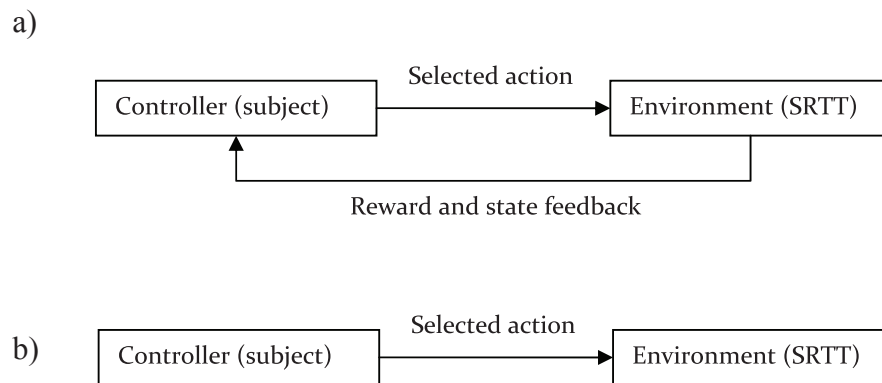 a)
Selected action
Controller (subject)
Environment (SRTT)
Reward and state feedback
Selected action
b)
Controller (subject)
Environment (SRTT)